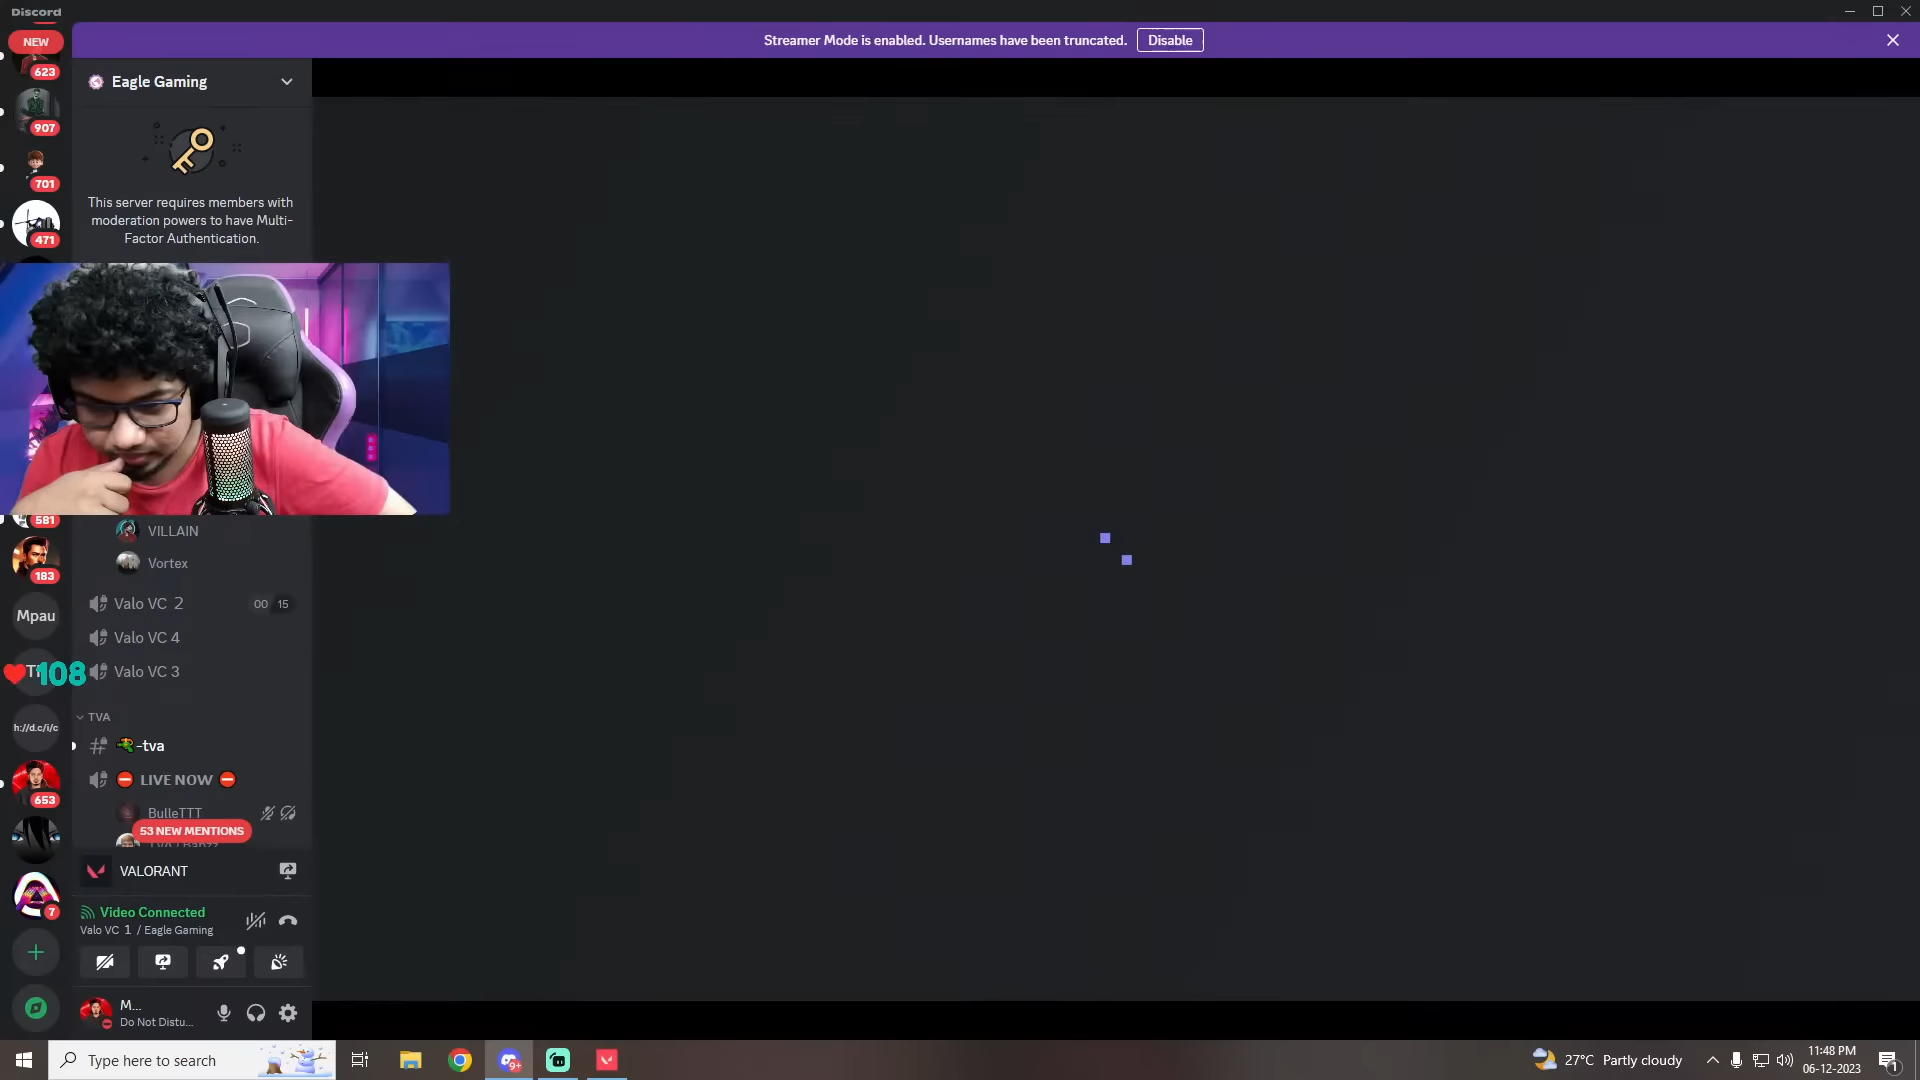 Discord
Streamer Mode is enabled. Usernames have been truncated.
Disable
NEW
623
907
701
471
581
183
Mpau
108
h://d.c/i/c
653
7
Eagle Gaming
This server requires members with
moderation powers to have Multi-
Factor Authentication.
VILLAIN
Vortex
Valo VC 2
00 15
Valo VC 4
Valo VC 3
TVA
-tva
LIVE NOW
BulleTTT
53 NEW MENTIONS
VALORANT
Video Connected
Valo VC 1 / Eagle Gaming
M...
Do Not Distu...
Type here to search
9+
27°C Partly cloudy
11:48 PM
06-12-2023
1